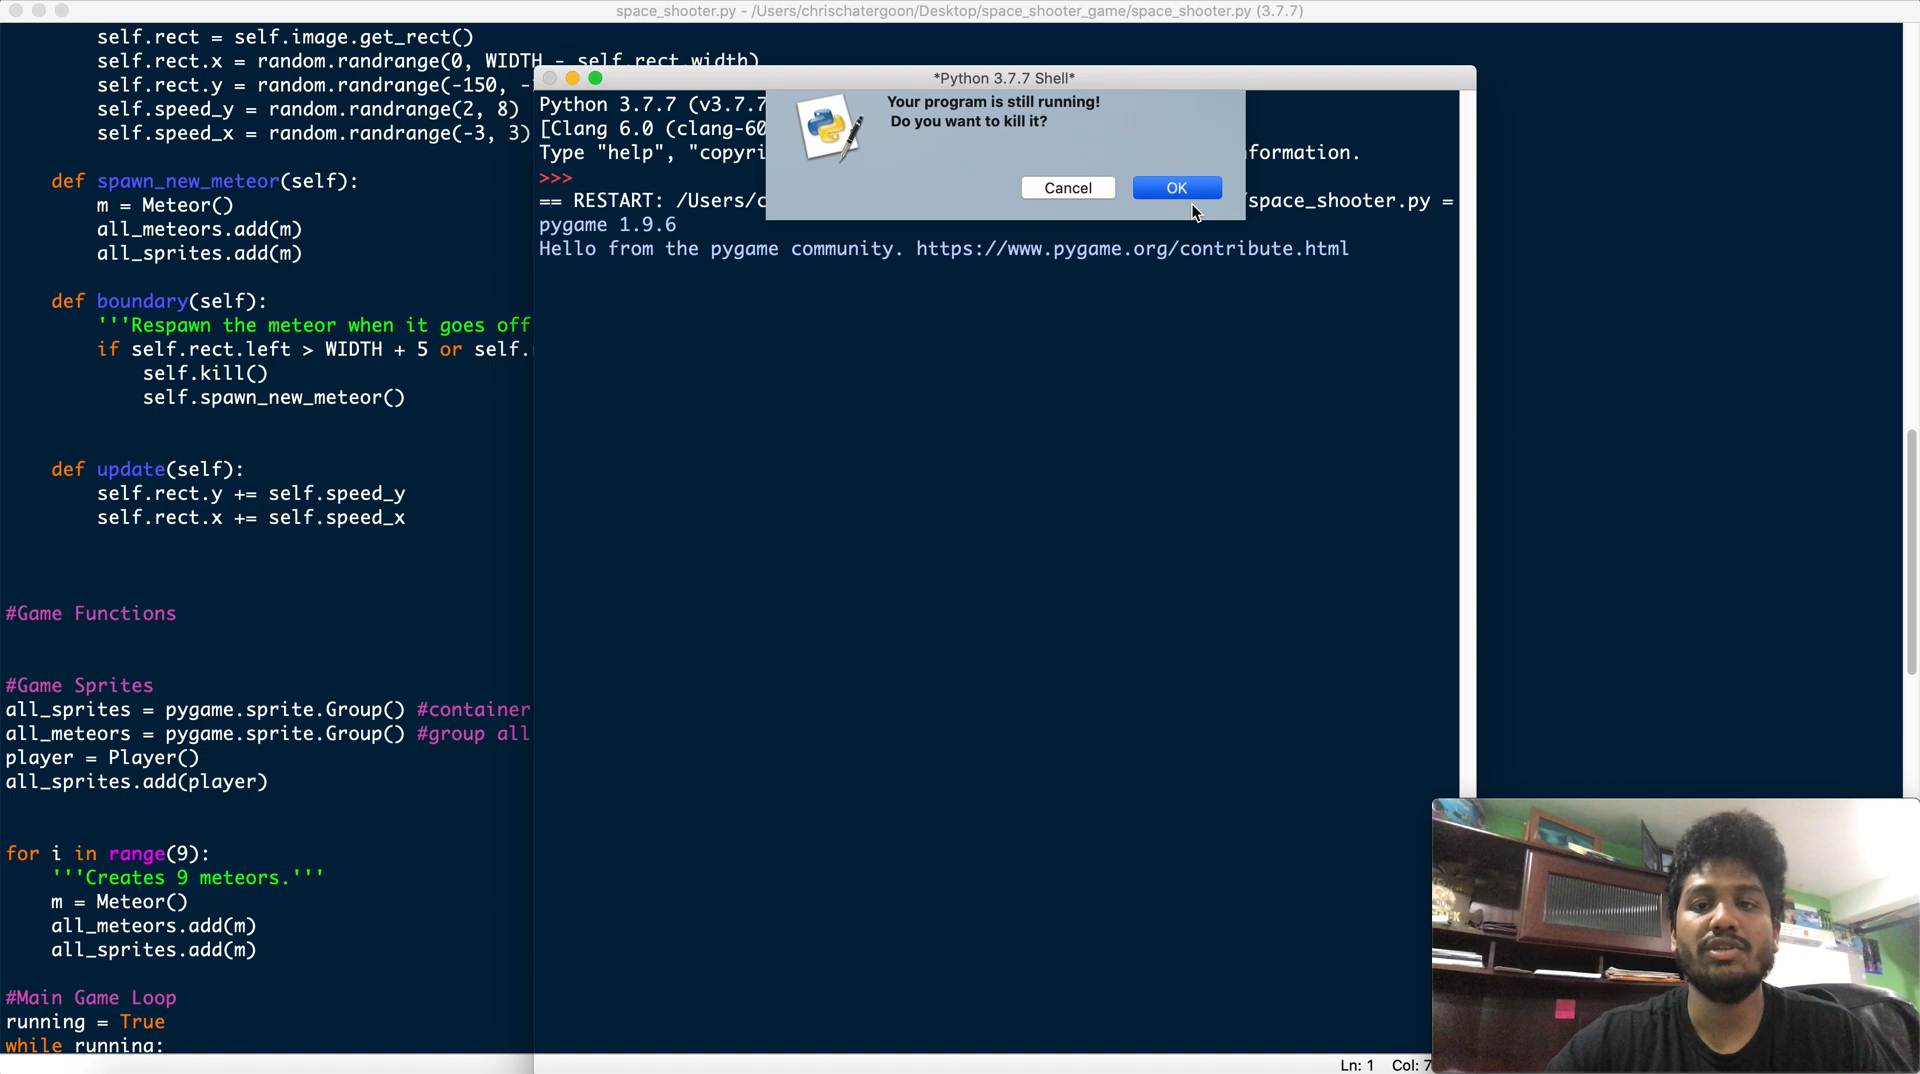 space_shooter.py - /Users/chrischatergoon/Desktop/space_shooter_game/space_shooter.py (3.7.7)
self.rect = self.image.get_rect()
self.rect.x = random.randrange(0, WIDTH - self.rect.width)
self.rect.y = random.randrange(-150, -
self.speed_y = random.randrange(2, 8)
self.speed_x = random.randrange(-3, 3)
def spawn_new_meteor(self):
m = Meteor()
all_meteors.add(m)
all_sprites.add(m)
def boundary(self):
'''Respawn the meteor when it goes off
if self.rect.left > WIDTH + 5 or self.
self.kill()
self.spawn_new_meteor()
def update(self):
self.rect.y += self.speed_y
self.rect.x += self.speed_x
#Game Functions
#Game Sprites
all_sprites = pygame.sprite.Group() #container
all_meteors = pygame.sprite.Group() #group all
player = Player()
all_sprites.add(player)
for i in range(9):
'''Creates 9 meteors.'''
m = Meteor()
all_meteors.add(m)
all_sprites.add(m)
#Main Game Loop
running = True
while running:
*Python 3.7.7 Shell*
Python 3.7.7 (v3.7.7
[Clang 6.0 (clang-60
Type "help", "copyri formation.
>>>
== RESTART: /Users/c /space_shooter.py =
pygame 1.9.6
Hello from the pygame community. https://www.pygame.org/contribute.html
Your program is still running!
Do you want to kill it?
Cancel
OK
Ln: 1 Col: 7